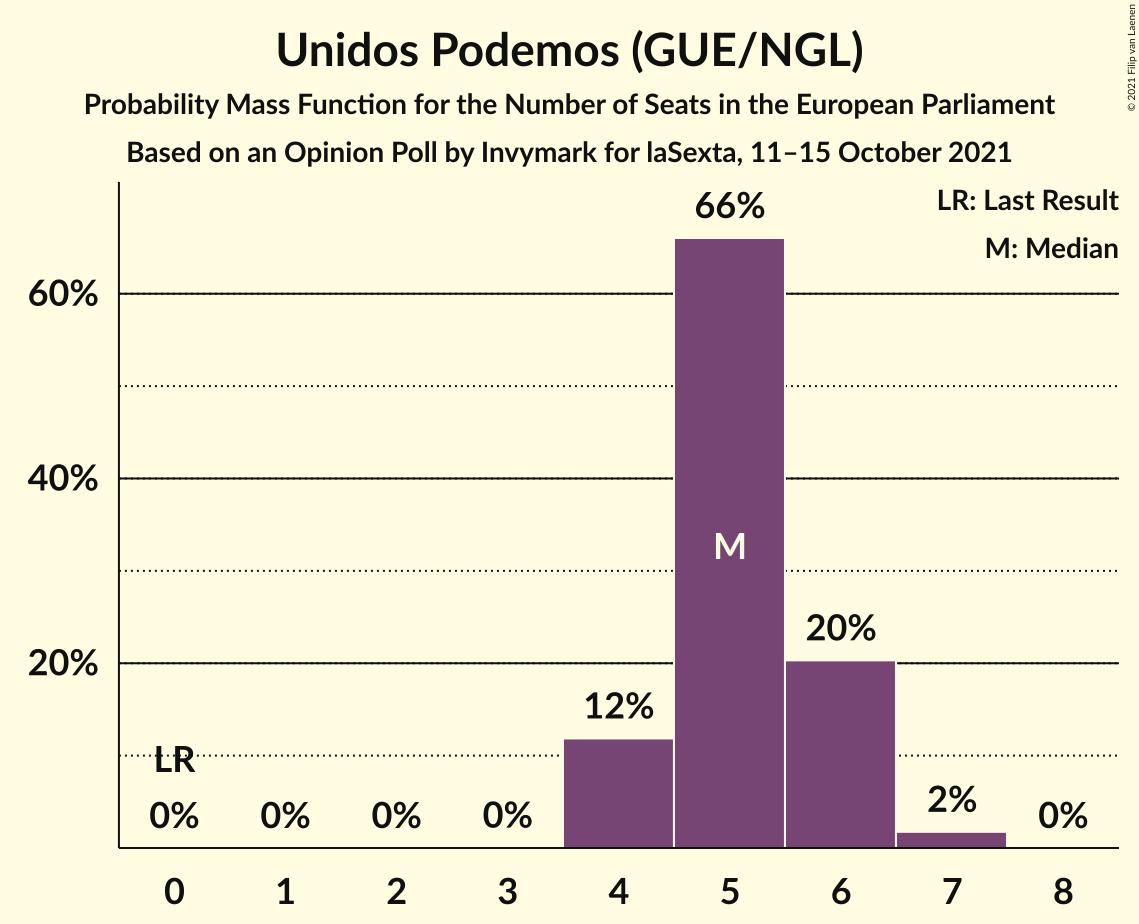 Unidos Podemos (GUE/NGL)
Probability Mass Function for the Number of Seats in the European Parliament
Based on an Opinion Poll by Invymark for laSexta, 11–15 October 2021
© 2021 Filip van Laenen
LR: Last Result
M: Median
60%
40%
20%
66%
M
20%
12%
LR
0%
0%
0%
0%
2%
0%
0 1 2 3 4 5 6 7 8